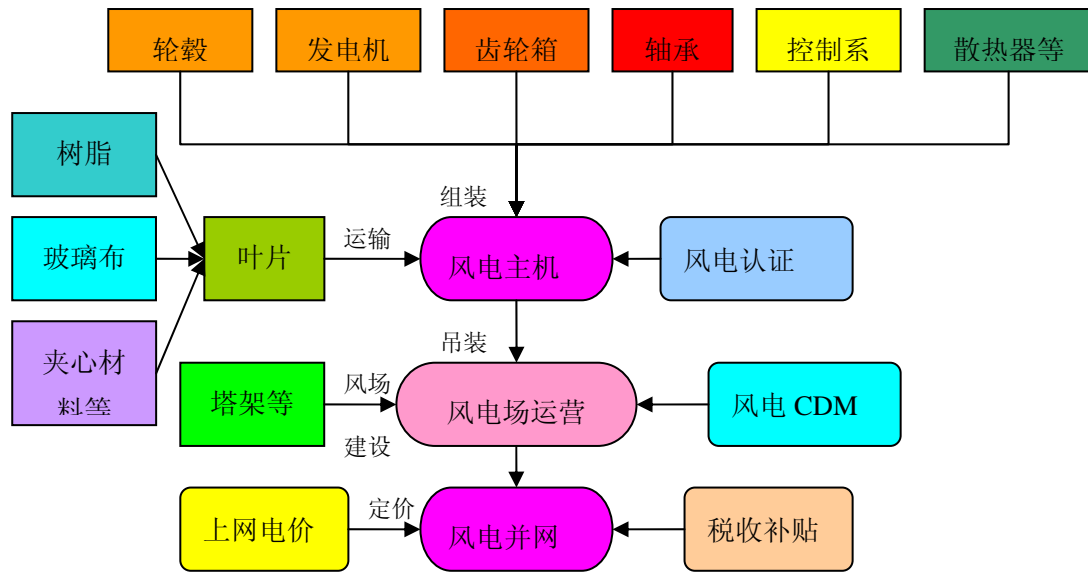 轮毂
发电机
齿轮箱
轴承
控制系
散热器等
树脂
组装
玻璃布
叶片
运输
风电主机
风电认证
夹心材
料等
吊装
塔架等
风场
风电场运营
风电 CDM
建设
上网电价
定价
风电并网
税收补贴